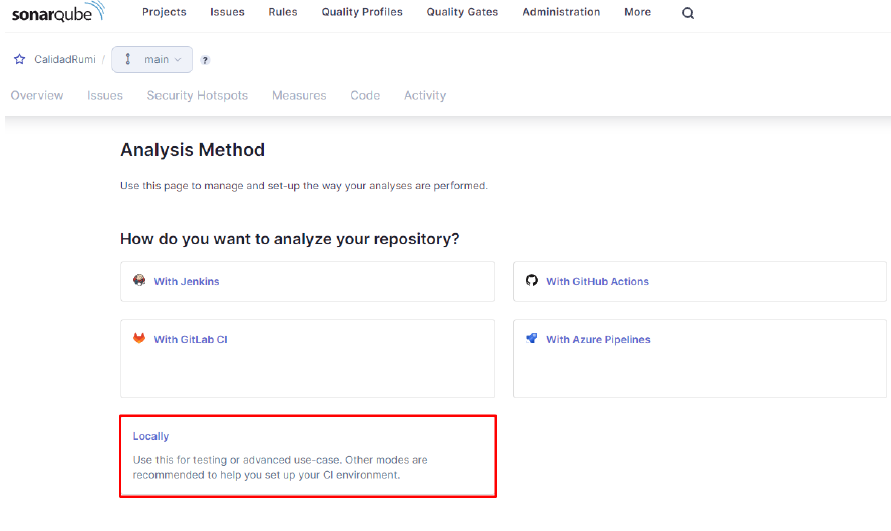 sonarqube Projects Issues Rules Quality Profiles Quality Gates Administration More
CalidadRumi / main ?
Overview Issues Security Hotspots Measures Code Activity
Analysis Method
Use this page to manage and set-up the way your analyses are performed.
How do you want to analyze your repository?
With Jenkins With GitHub Actions
With GitLab CI With Azure Pipelines
Locally
Use this for testing or advanced use-case. Other modes are
recommended to help you set up your CI environment.